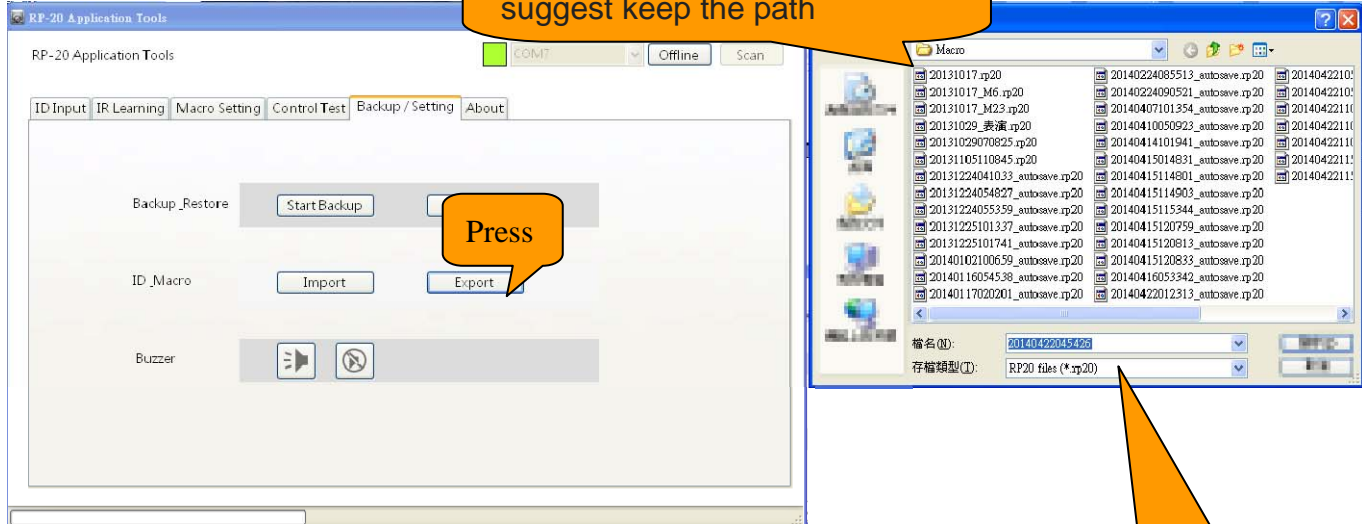 suggest keep the path
RP-20 Application Tools
RP-20 Application Tools
COM7
Offline
Scan
ID Input
IR Learning
Macro Setting
Control Test
Backup / Setting
About
Backup_Restore
Start Backup
Press
ID_Macro
Import
Export
Buzzer
Macro
20131017.rp20
20131017_M6.rp20
20131017_M23.rp20
20131029_表演.rp20
20131029070825.rp20
20131105110845.rp20
20131224041033_autosave.rp20
20131224054827_autosave.rp20
20131224055359_autosave.rp20
20131225101337_autosave.rp20
20131225101741_autosave.rp20
20140102100659_autosave.rp20
20140116054538_autosave.rp20
20140117020201_autosave.rp20
20140224085513_autosave.rp20
20140224090521_autosave.rp20
20140407101354_autosave.rp20
20140410050923_autosave.rp20
20140414101941_autosave.rp20
20140415014831_autosave.rp20
20140415114801_autosave.rp20
20140415114903_autosave.rp20
20140415115344_autosave.rp20
20140415120759_autosave.rp20
20140415120813_autosave.rp20
20140415120833_autosave.rp20
20140416053342_autosave.rp20
20140422012313_autosave.rp20
檔名(N):
20140422045426
存檔類型(T):
RP20 files (*.rp20)